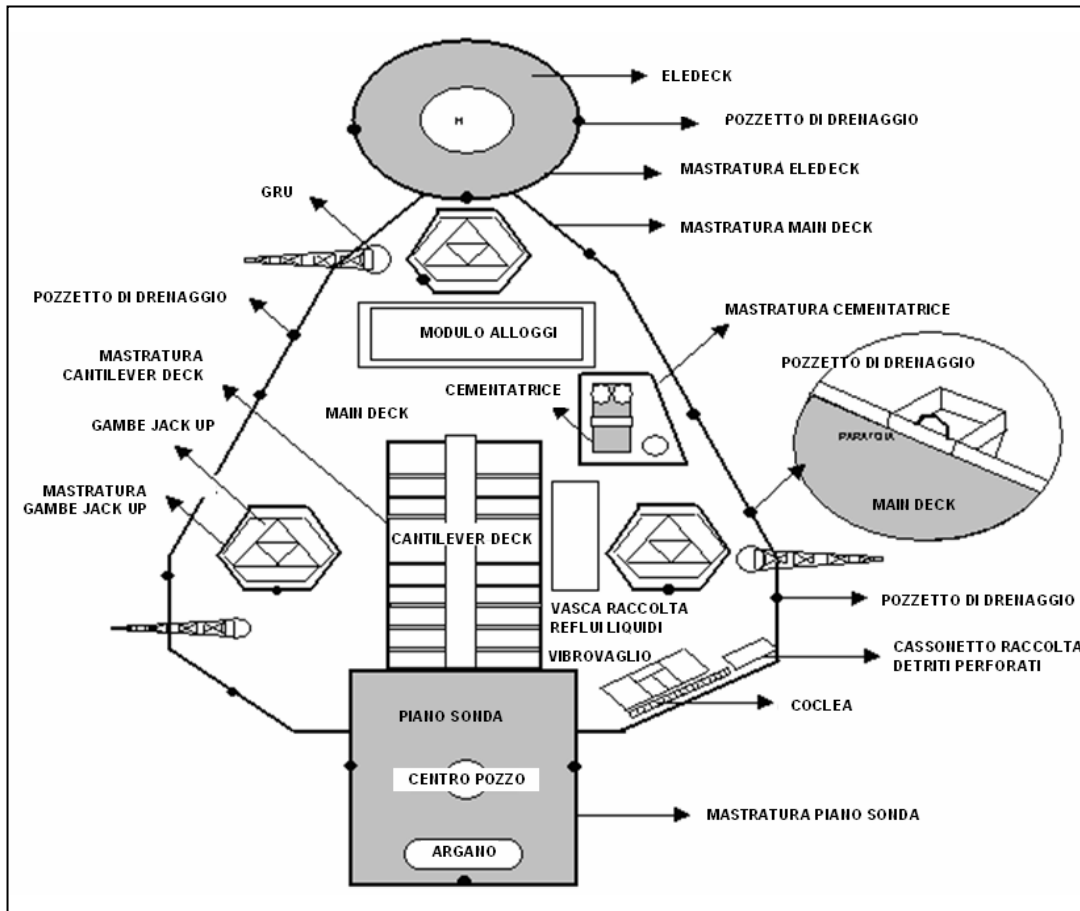 ELEDECK
H
POZZETTO DI DRENAGGIO
MASTRATURA ELEDECK
GRU
MASTRATURA MAIN DECK
POZZETTO DI DRENAGGIO
MASTRATURA CEMENTATRICE
MODULO ALLOGGI
MASTRATURA
CANTILEVER DECK
POZZETTO DI DRENAGGIO
CEMENTATRICE
MAIN DECK
GAMBE JACK UP
MAIN DECK
MASTRATURA
GAMBE JACK UP
CANTILEVER DECK
VASCA RACCOLTA
REFLUI LIQUIDI
POZZETTO DI DRENAGGIO
VIBROVAGLIO
CASSONETTO RACCOLTA
DETRITI PERFORATI
COCLEA
PIANO SONDA
CENTRO POZZO
MASTRATURA PIANO SONDA
ARGANO